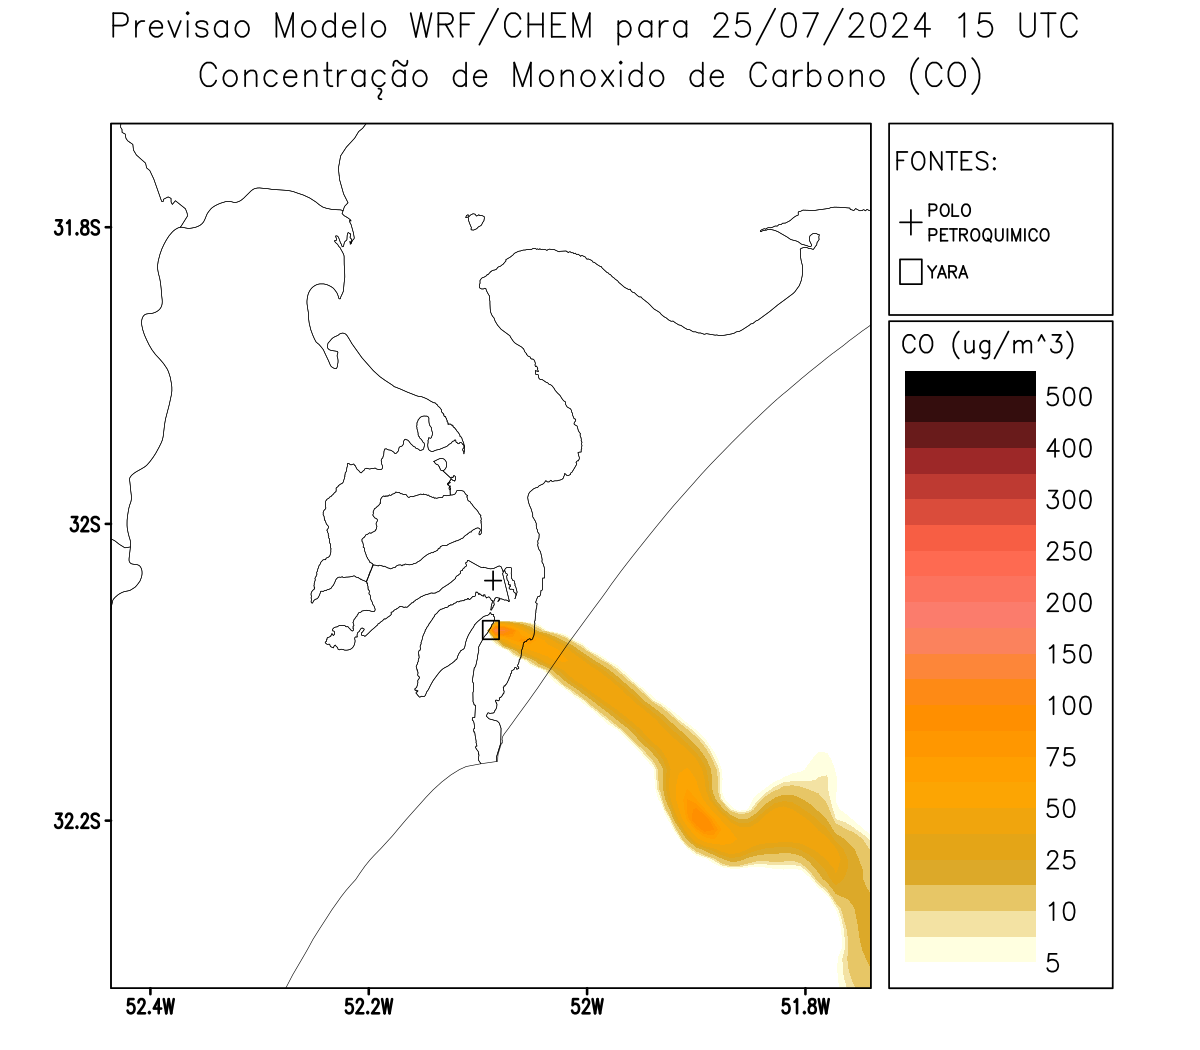 Previsao Modelo WRF/CHEM para 25/07/2024 15 UTC
Concentração de Monoxido de Carbono (CO)
FONTES:
POLO
PETROQUIMICO
YARA
CO (ug/m^3)
500
400
300
250
200
150
100
75
50
25
10
5
31.8S
32S
32.2S
52.4W
52.2W
52W
51.8W